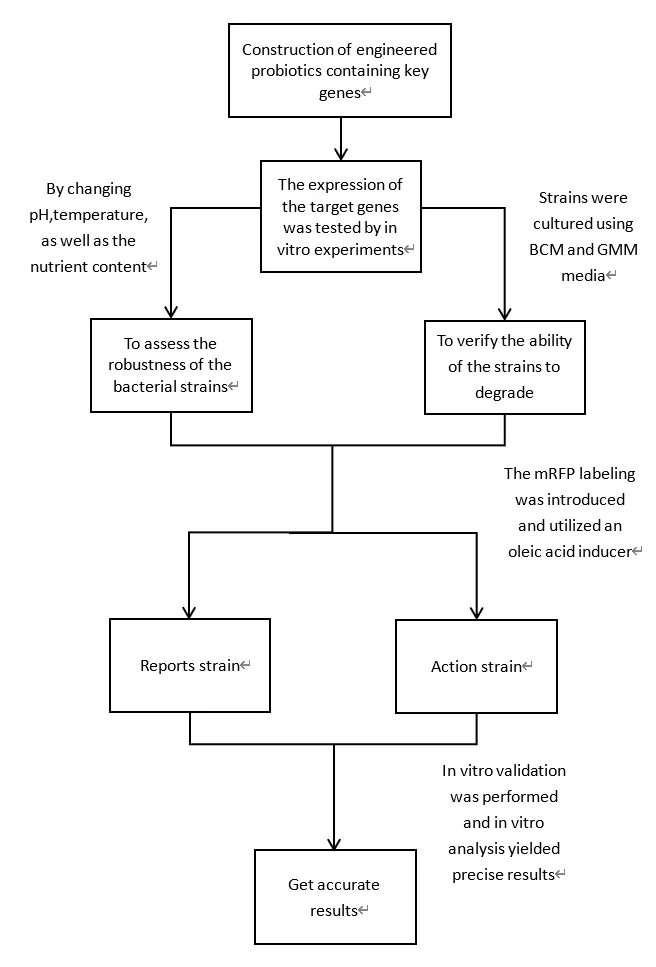 Construction of engineered
probiotics containing key
genes↵
The expression of
the target genes
was tested by in
vitro experiments↵
By changing
pH,temperature,
as well as the
nutrient content↵
Strains were
cultured using
BCM and GMM
media↵
To assess the
robustness of the
bacterial strains↵
To verify the ability
of the strains to
degrade
The mRFP labeling
was introduced
and utilized an
oleic acid inducer↵
Reports strain↵
Action strain↵
In vitro validation
was performed
and in vitro
analysis yielded
precise results↵
Get accurate
results↵